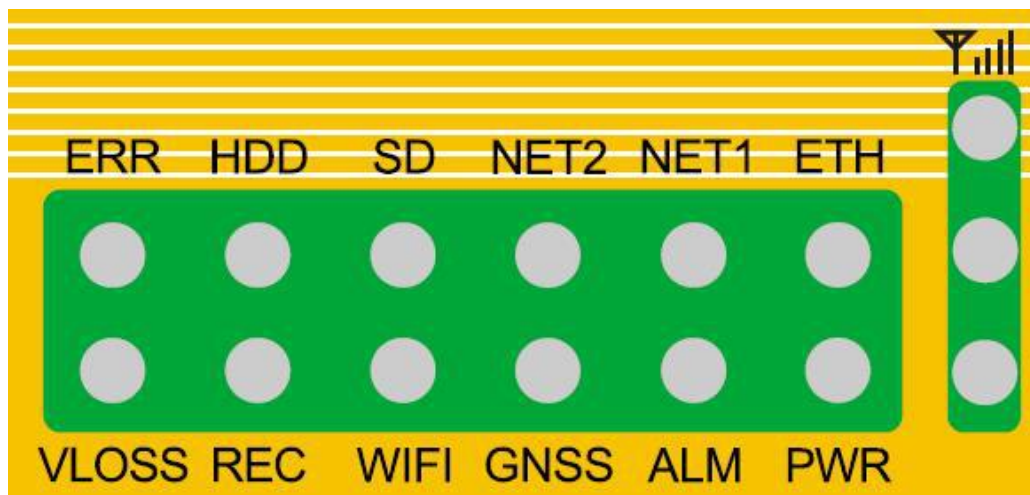 ERR HDD SD NET2 NET1 ETH
VLOSS REC WIFI GNSS ALM PWR